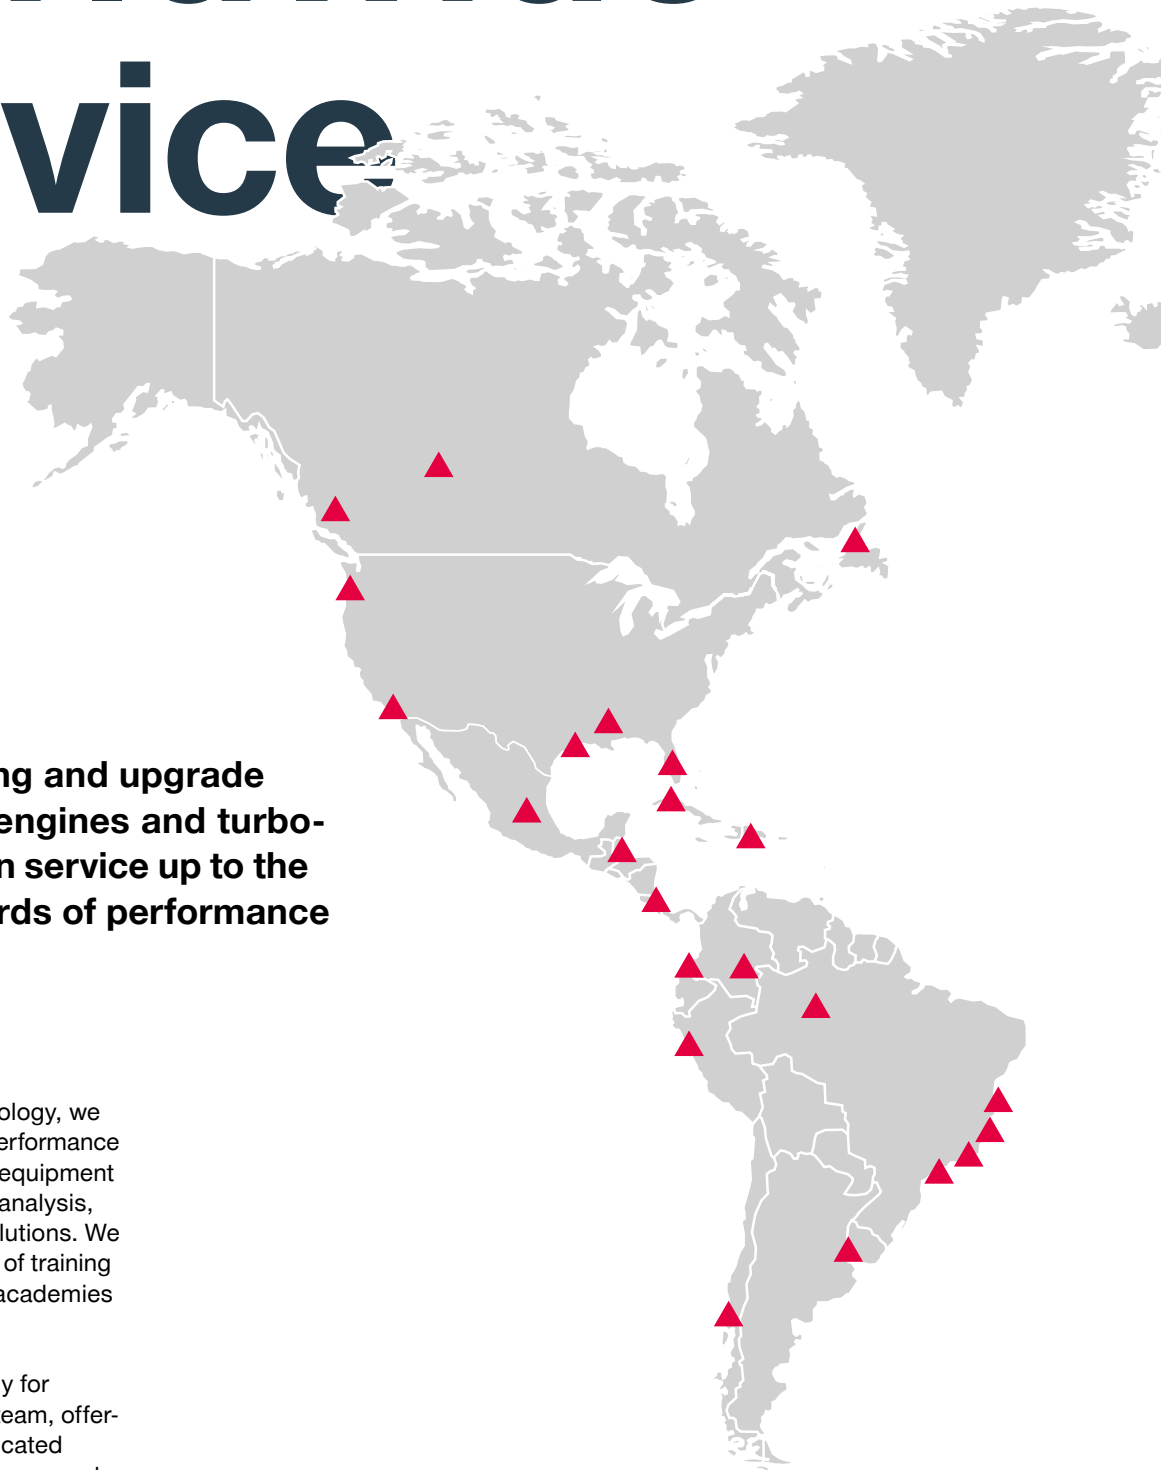 vice
ng and upgrade
engines and turbo-
n service up to the
rds of performance
ology, we
erformance
equipment
analysis,
lutions. We
of training
academies
y for
eam, offer-
cated